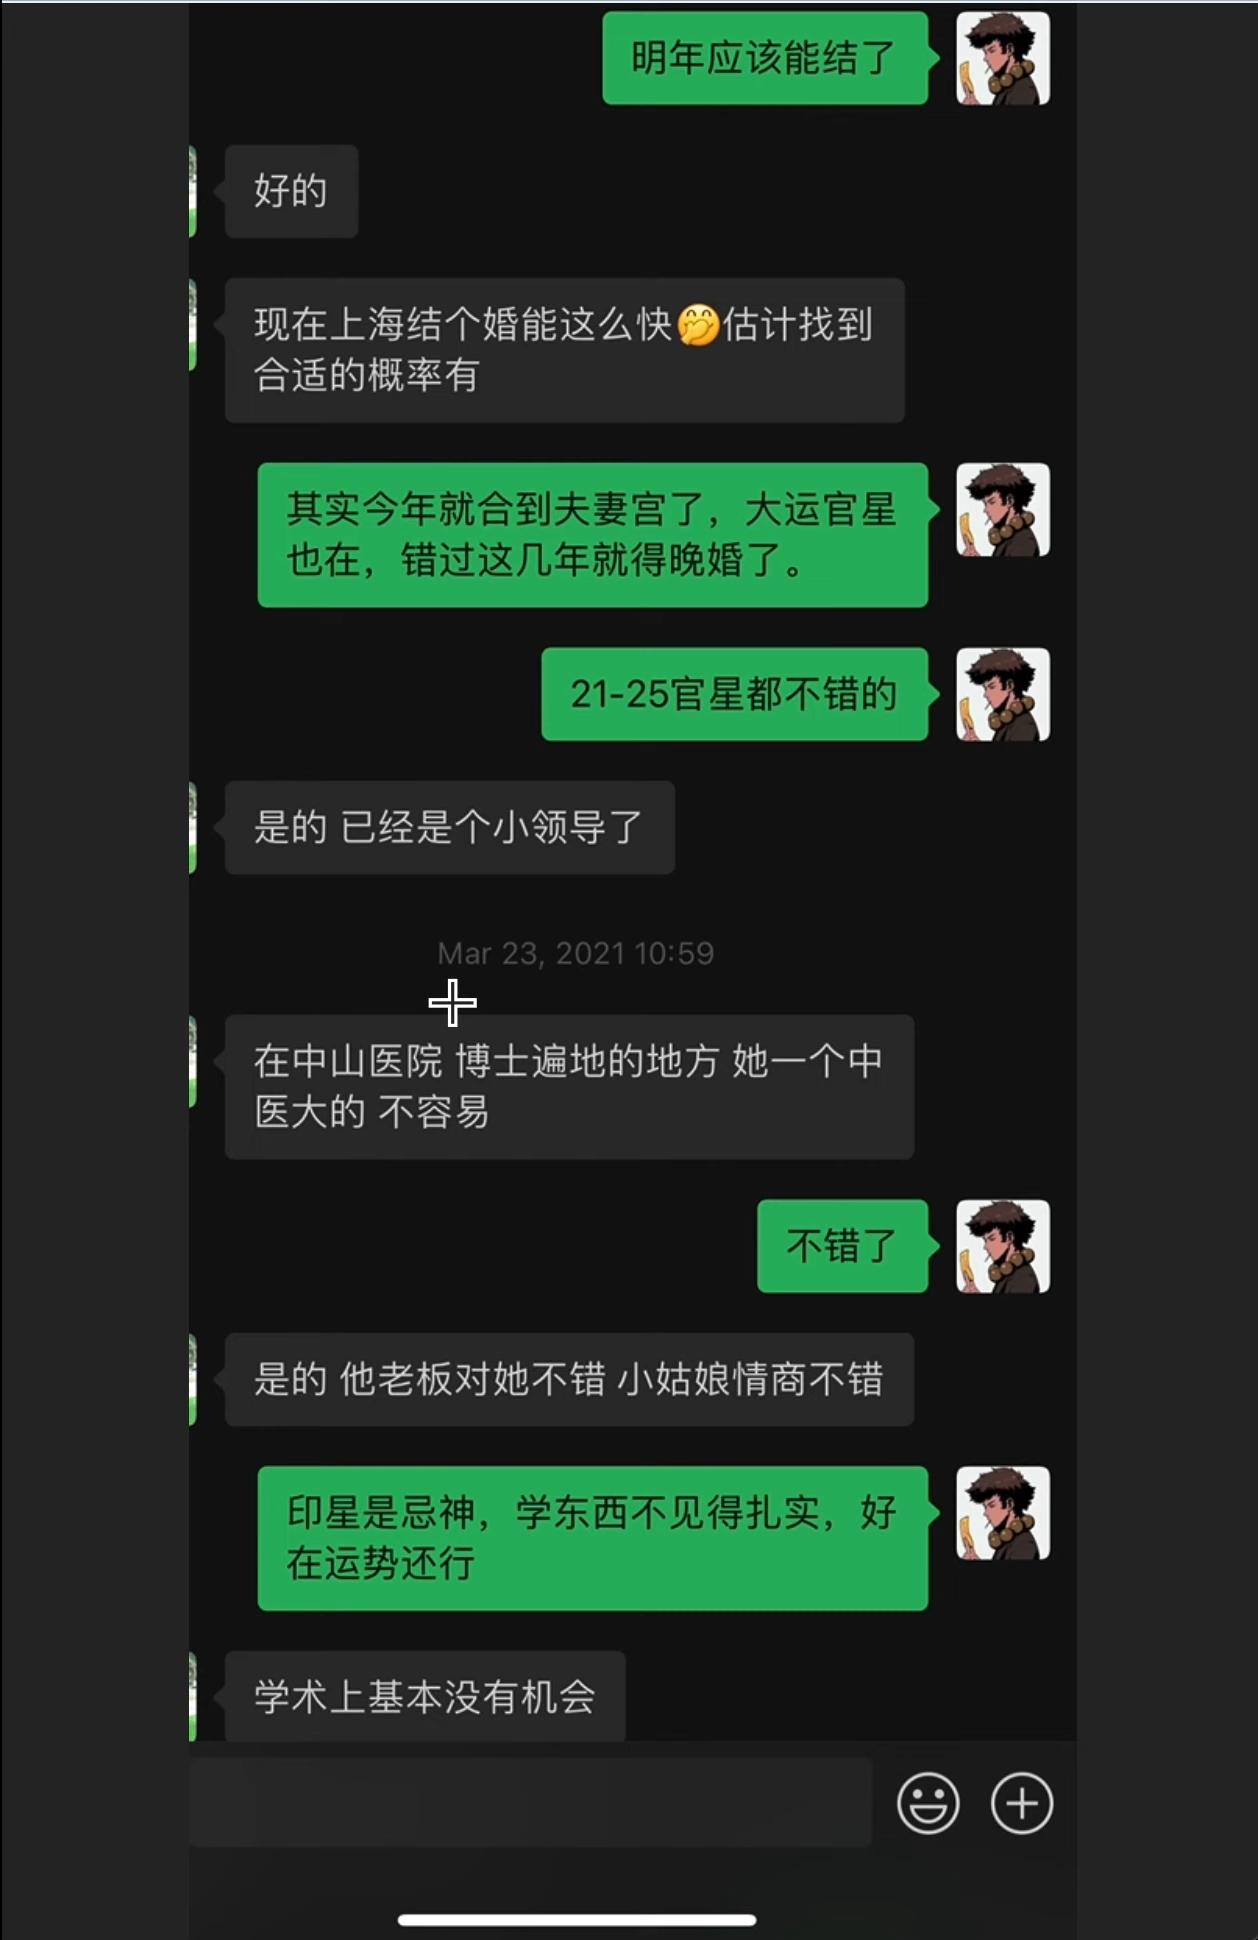 明年应该能结了
好的
现在上海结个婚能这么快🤭估计找到
合适的概率有
其实今年就合到夫妻宫了，大运官星
也在，错过这几年就得晚婚了。
21-25官星都不错的
是的 已经是个小领导了
Mar 23, 2021 10:59
在中山医院 博士遍地的地方 她一个中
医大的 不容易
不错了
是的 他老板对她不错 小姑娘情商不错
印星是忌神，学东西不见得扎实，好
在运势还行
学术上基本没有机会